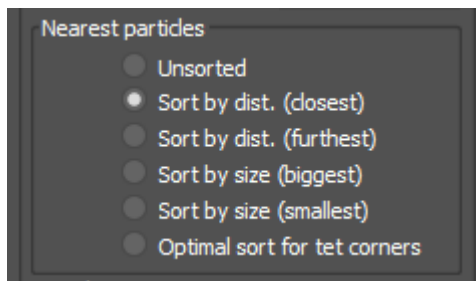 Nearest particles
Unsorted
Sort by dist. (closest)
Sort by dist. (furthest)
Sort by size (biggest)
Sort by size (smallest)
Optimal sort for tet corners